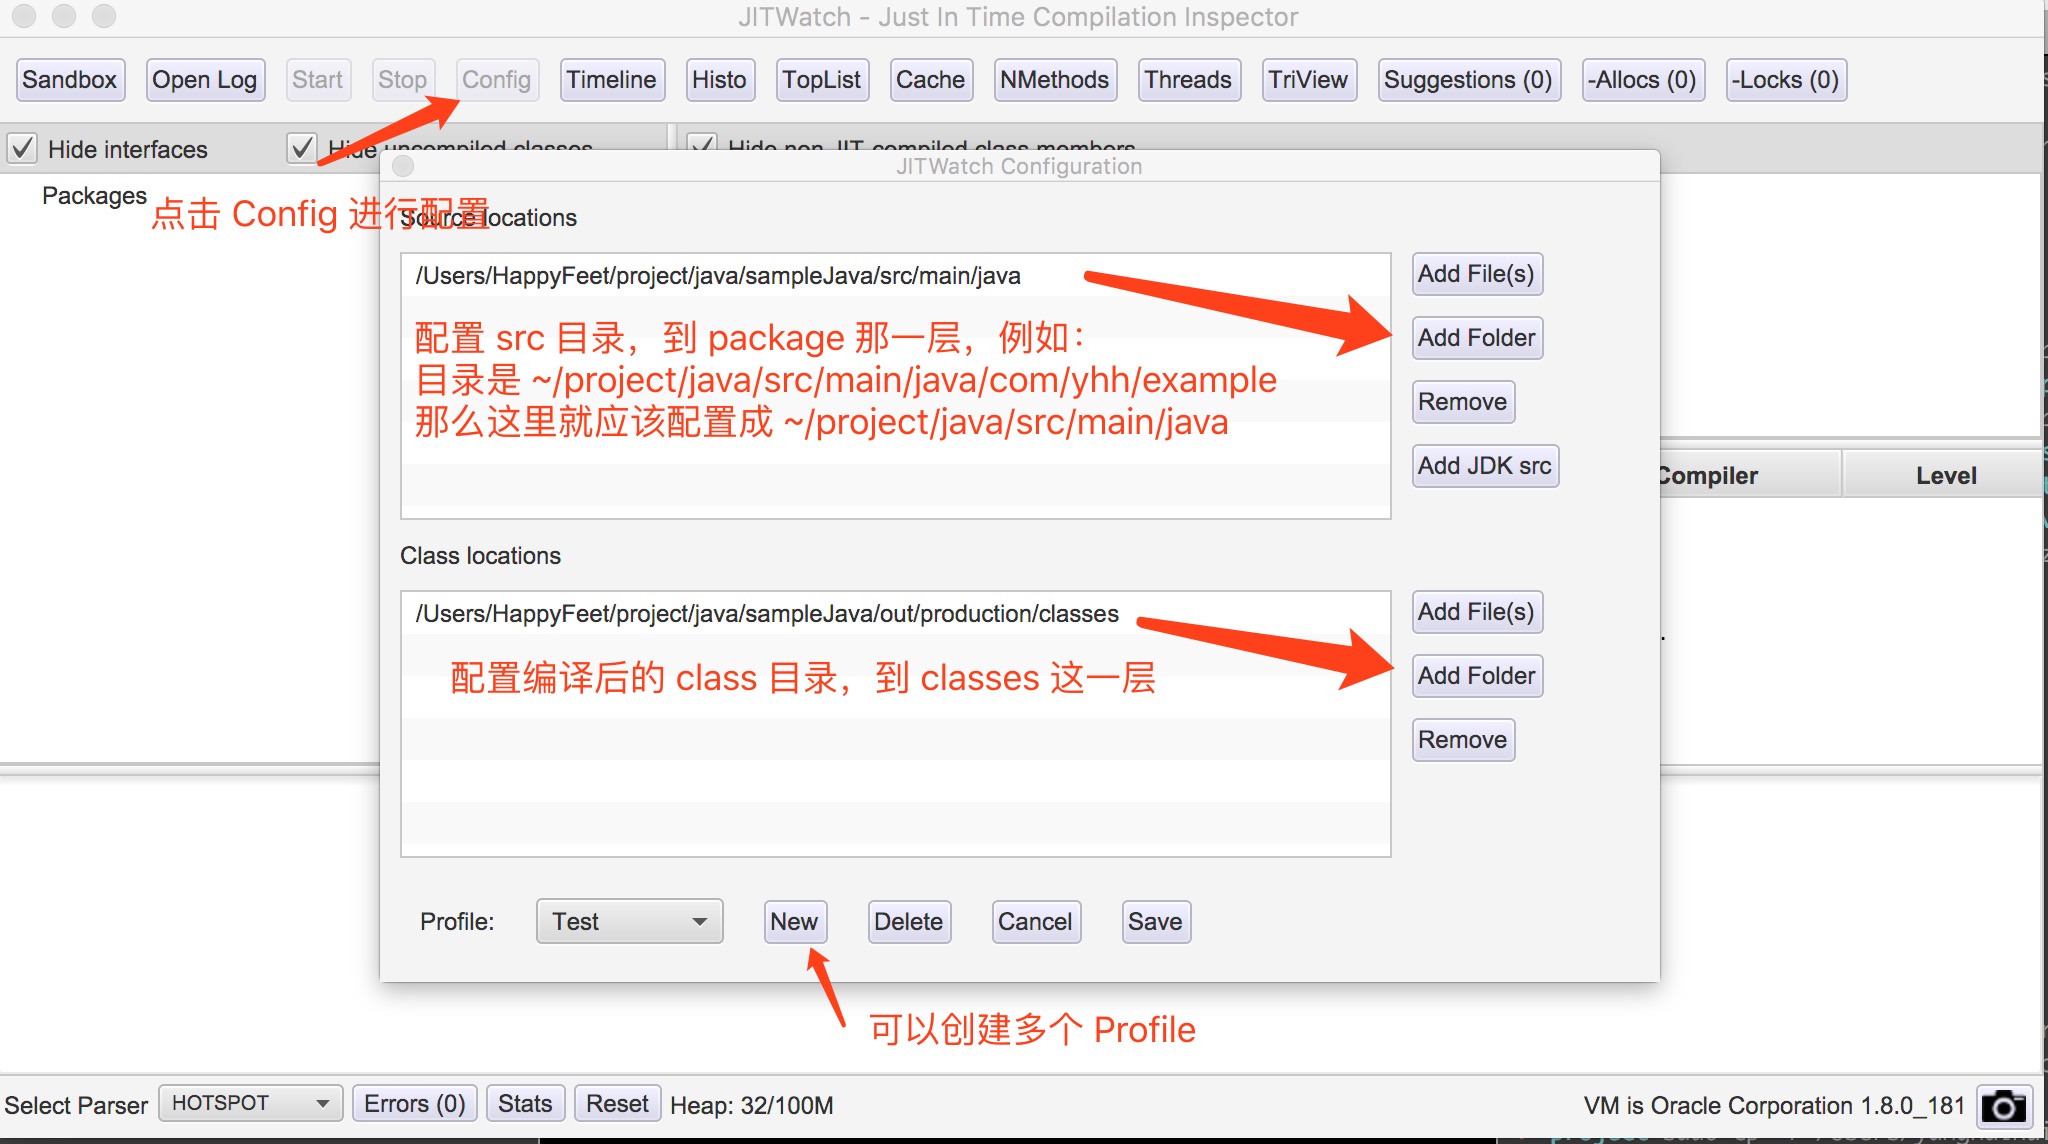 JITWatch - Just In Time Compilation Inspector
Sandbox Open Log Start Stop Config Timeline Histo TopList Cache NMethods Threads TriView Suggestions (0) -Allocs (0) -Locks (0)
Hide interfaces Hide uncompiled classes Hide non JIT-compiled class members
JITWatch Configuration
Packages
点击 Config 进行配置
Source locations
/Users/HappyFeet/project/java/sampleJava/src/main/java
Add File(s)
配置 src 目录，到 package 那一层，例如：
Add Folder
目录是 ~/project/java/src/main/java/com/yhh/example
Remove
那么这里就应该配置成 ~/project/java/src/main/java
Add JDK src
Compiler Level
Class locations
/Users/HappyFeet/project/java/sampleJava/out/production/classes
Add File(s)
配置编译后的 class 目录，到 classes 这一层
Add Folder
Remove
Profile: Test New Delete Cancel Save
可以创建多个 Profile
Select Parser HOTSPOT Errors (0) Stats Reset Heap: 32/100M VM is Oracle Corporation 1.8.0_181